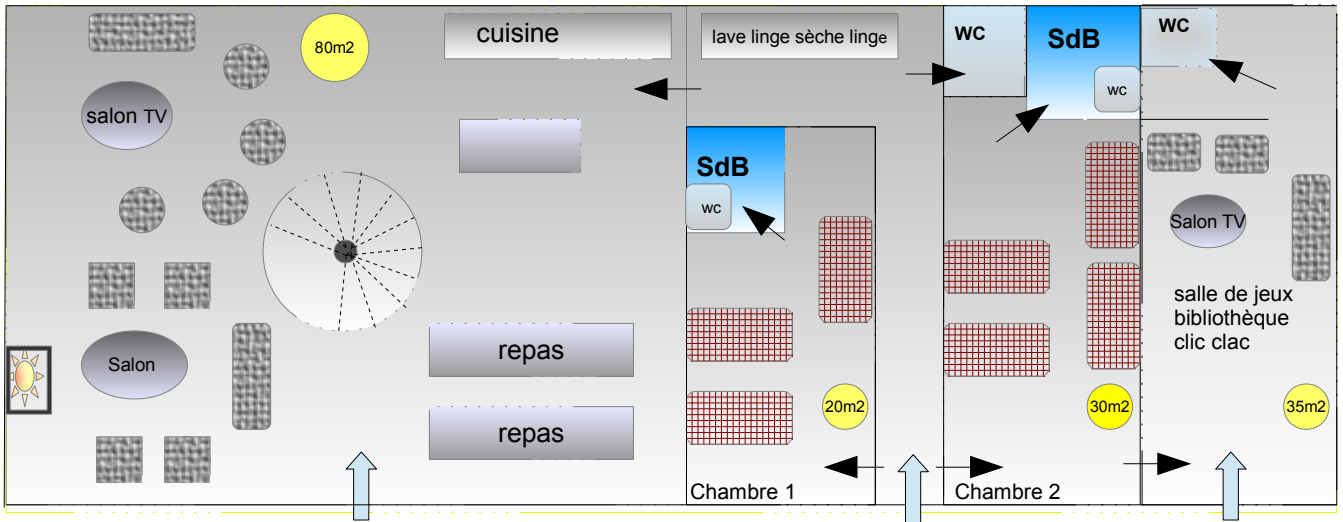 80m2
cuisine
lave linge sèche linge
WC
SdB
wc
WC
salon TV
SdB
wc
Salon TV
salle de jeux
bibliothèque
clic clac
Salon
repas
repas
20m2
30m2
35m2
Chambre 1
Chambre 2